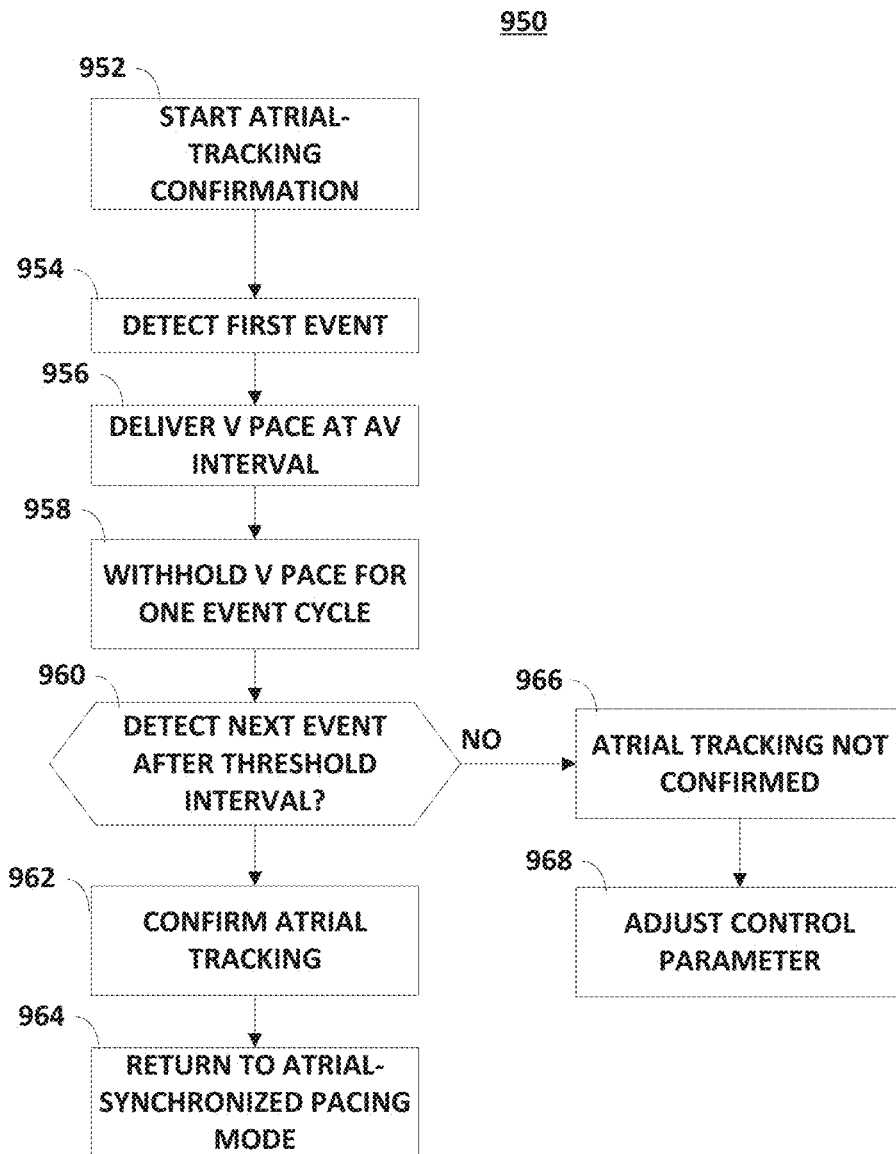 950
952
START ATRIAL-
TRACKING
CONFIRMATION
954
DETECT FIRST EVENT
956
DELIVER V PACE AT AV
INTERVAL
958
WITHHOLD V PACE FOR
ONE EVENT CYCLE
960
DETECT NEXT EVENT
AFTER THRESHOLD
INTERVAL?
NO
966
ATRIAL TRACKING NOT
CONFIRMED
968
ADJUST CONTROL
PARAMETER
962
CONFIRM ATRIAL
TRACKING
964
RETURN TO ATRIAL-
SYNCHRONIZED PACING
MODE